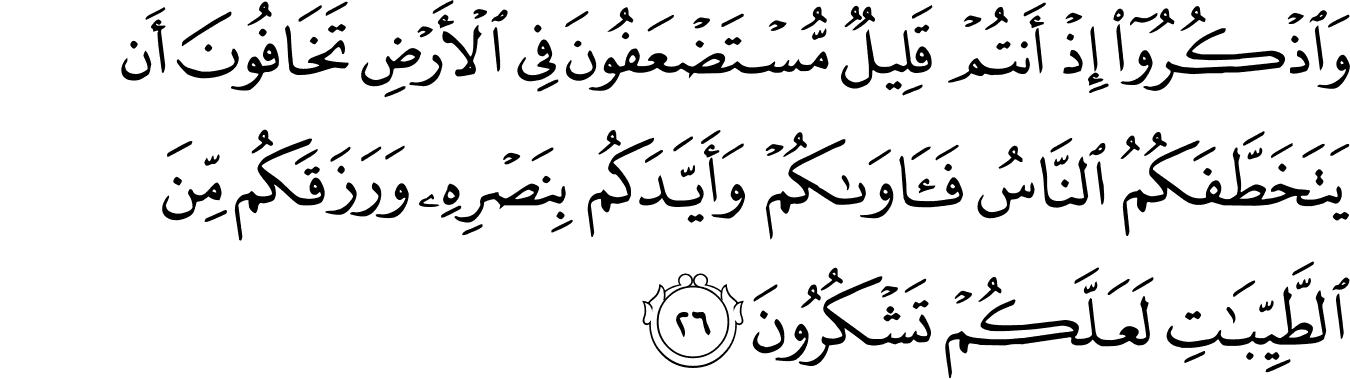 وَٱذۡكُرُوٓاْ إِذۡ أَنتُمۡ قَلِيلٞ مُّسۡتَضۡعَفُونَ فِي ٱلۡأَرۡضِ تَخَافُونَ أَن
يَتَخَطَّفَكُمُ ٱلنَّاسُ فَـَٔاوَىٰكُمۡ وَأَيَّدَكُم بِنَصۡرِهِۦ وَرَزَقَكُم مِّنَ
ٱلطَّيِّبَٰتِ لَعَلَّكُمۡ تَشۡكُرُونَ ٢٦